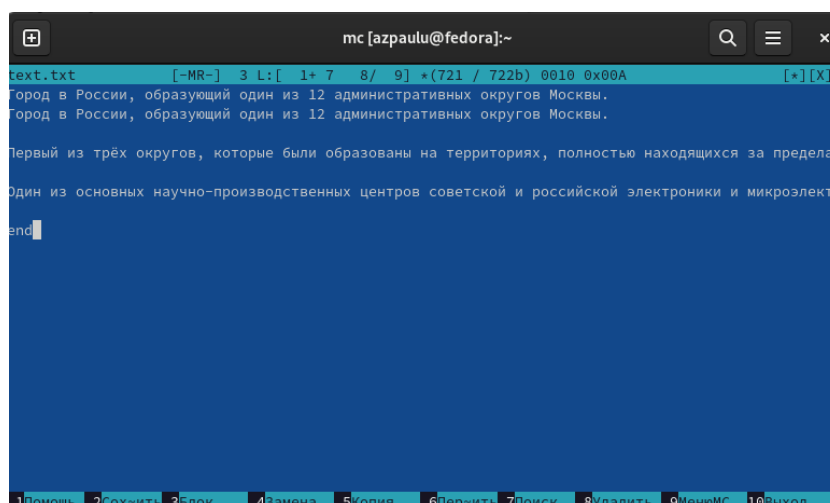 mc [azpaulu@fedora]:~
text.txt [-MR-] 3 L:[ 1+ 7 8/ 9] *(721 / 722b) 0010 0x00A [*][X]
Город в России, образующий один из 12 административных округов Москвы.
Город в России, образующий один из 12 административных округов Москвы.
Первый из трёх округов, которые были образованы на территориях, полностью находящихся за предела
Один из основных научно-производственных центров советской и российской электроники и микроэлект
end
1Помощь 2Сох~ить 3Блок 4Замена 5Копия 6Пер~ить 7Поиск 8Удалить 9МенюMC 10Выход